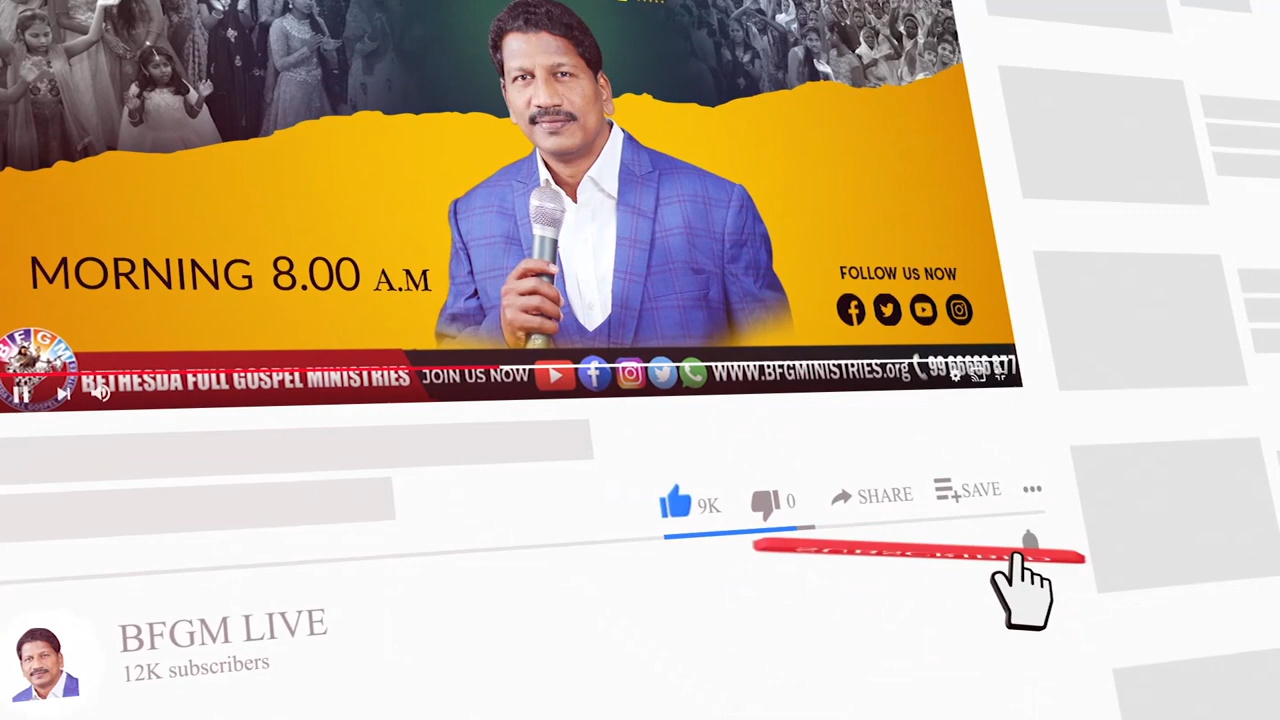 MORNING 8.00 A.M
FOLLOW US NOW
BFGM
BETHESDA FULL GOSPEL MINISTRIES JOIN US NOW WWW.BFGMINISTRIES.org
9K 0 SHARE SAVE
BFGM LIVE
12K subscribers